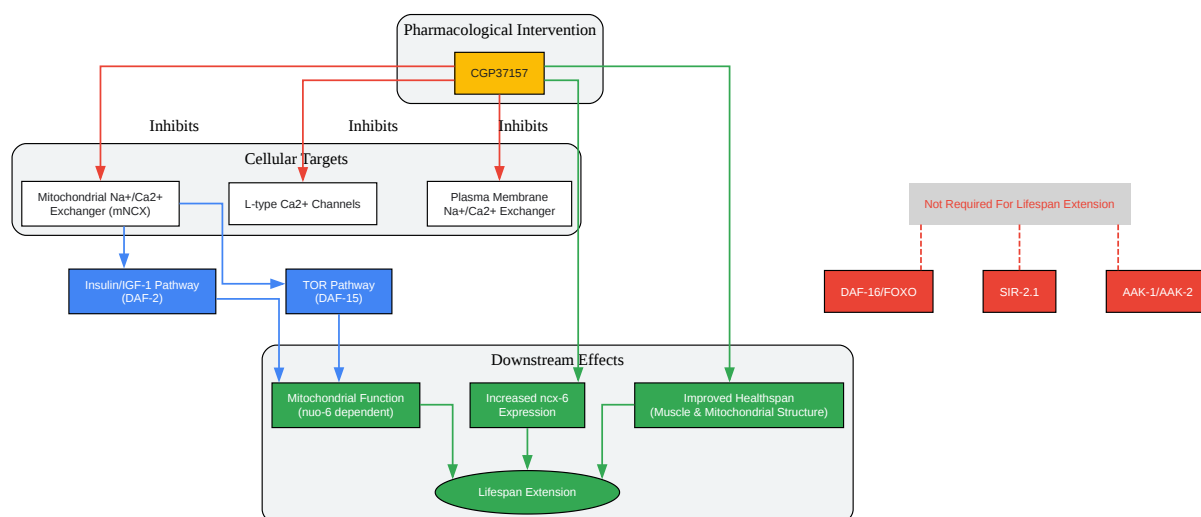 Pharmacological Intervention
CGP37157
Inhibits
Inhibits
Inhibits
Cellular Targets
Mitochondrial Na+/Ca2+
Exchanger (mNCX)
L-type Ca2+ Channels
Plasma Membrane
Na+/Ca2+ Exchanger
Not Required For Lifespan Extension
Insulin/IGF-1 Pathway
(DAF-2)
TOR Pathway
(DAF-15)
DAF-16/FOXO
SIR-2.1
AAK-1/AAK-2
Downstream Effects
Mitochondrial Function
(nuo-6 dependent)
Increased ncx-6
Expression
Improved Healthspan
(Muscle & Mitochondrial Structure)
Lifespan Extension